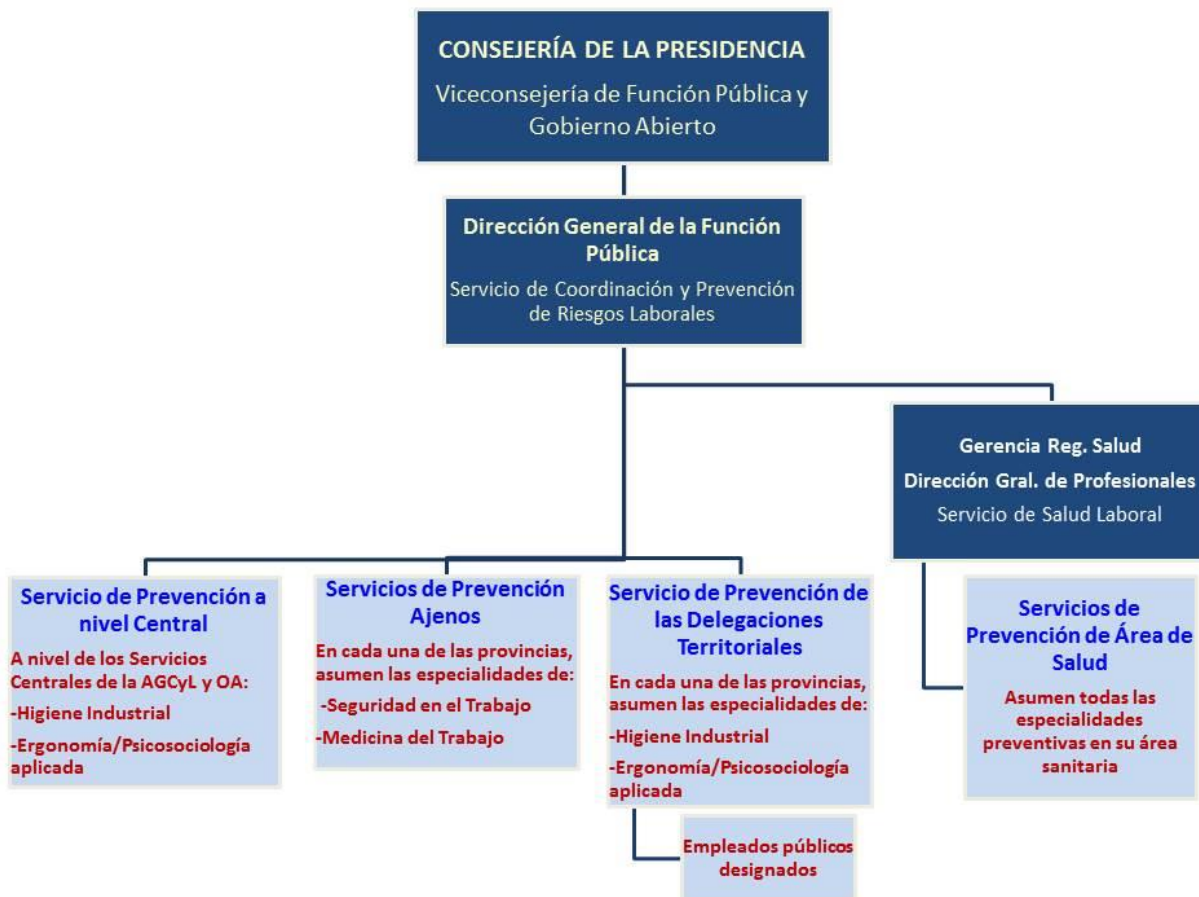 CONSEJERÍA DE LA PRESIDENCIA
Viceconsejería de Función Pública y
Gobierno Abierto
Dirección General de la Función
Pública
Servicio de Coordinación y Prevención
de Riesgos Laborales
Gerencia Reg. Salud
Dirección Gral. de Profesionales
Servicio de Salud Laboral
Servicio de Prevención a
nivel Central
A nivel de los Servicios
Centrales de la AGCyL y OA:
-Higiene Industrial
-Ergonomía/Psicosociología
aplicada
Servicios de Prevención
Ajenos
En cada una de las provincias,
asumen las especialidades de:
-Seguridad en el Trabajo
-Medicina del Trabajo
Servicio de Prevención de
las Delegaciones
Territoriales
En cada una de las provincias,
asumen las especialidades de:
-Higiene Industrial
-Ergonomía/Psicosociología
aplicada
Empleados públicos
designados
Servicios de
Prevención de Área de
Salud
Asumen todas las
especialidades
preventivas en su área
sanitaria